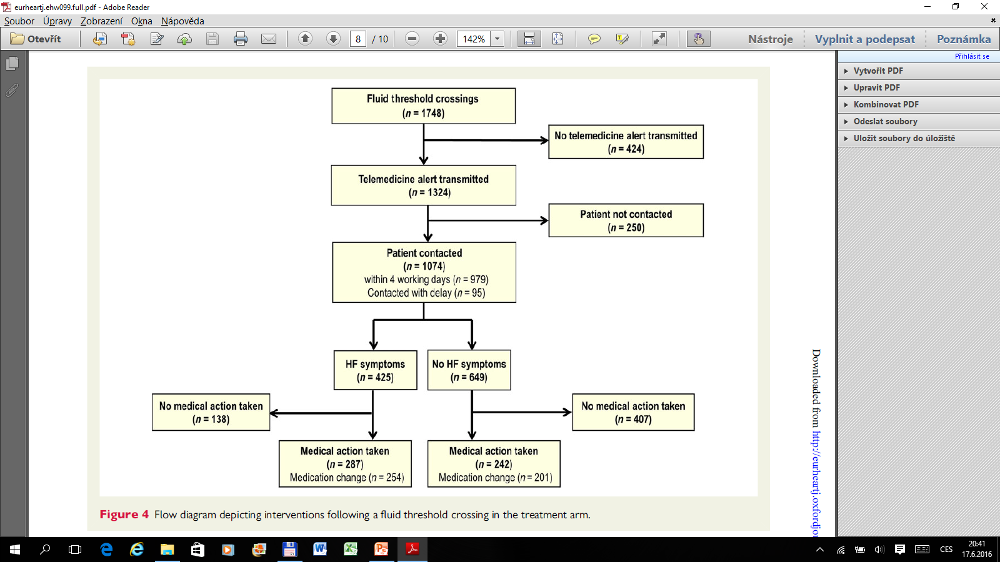 eurheartj.ehw099.full.pdf - Adobe Reader
Soubor Úpravy Zobrazení Okna Nápověda
Otevřít 8 / 10 142% Nástroje Vyplnit a podepsat Poznámka
Přihlásit se
Vytvořit PDF
Upravit PDF
Kombinovat PDF
Odeslat soubory
Uložit soubory do úložiště
Fluid threshold crossings
(n = 1748)
No telemedicine alert transmitted
(n = 424)
Telemedicine alert transmitted
(n = 1324)
Patient not contacted
(n = 250)
Patient contacted
(n = 1074)
within 4 working days (n = 979)
Contacted with delay (n = 95)
HF symptoms
(n = 425)
No HF symptoms
(n = 649)
No medical action taken
(n = 138)
No medical action taken
(n = 407)
Medical action taken
(n = 287)
Medication change (n = 254)
Medical action taken
(n = 242)
Medication change (n = 201)
Figure 4 Flow diagram depicting interventions following a fluid threshold crossing in the treatment arm.
Downloaded from http://eurheartj.oxfordjou
CES
20:41
17.6.2016